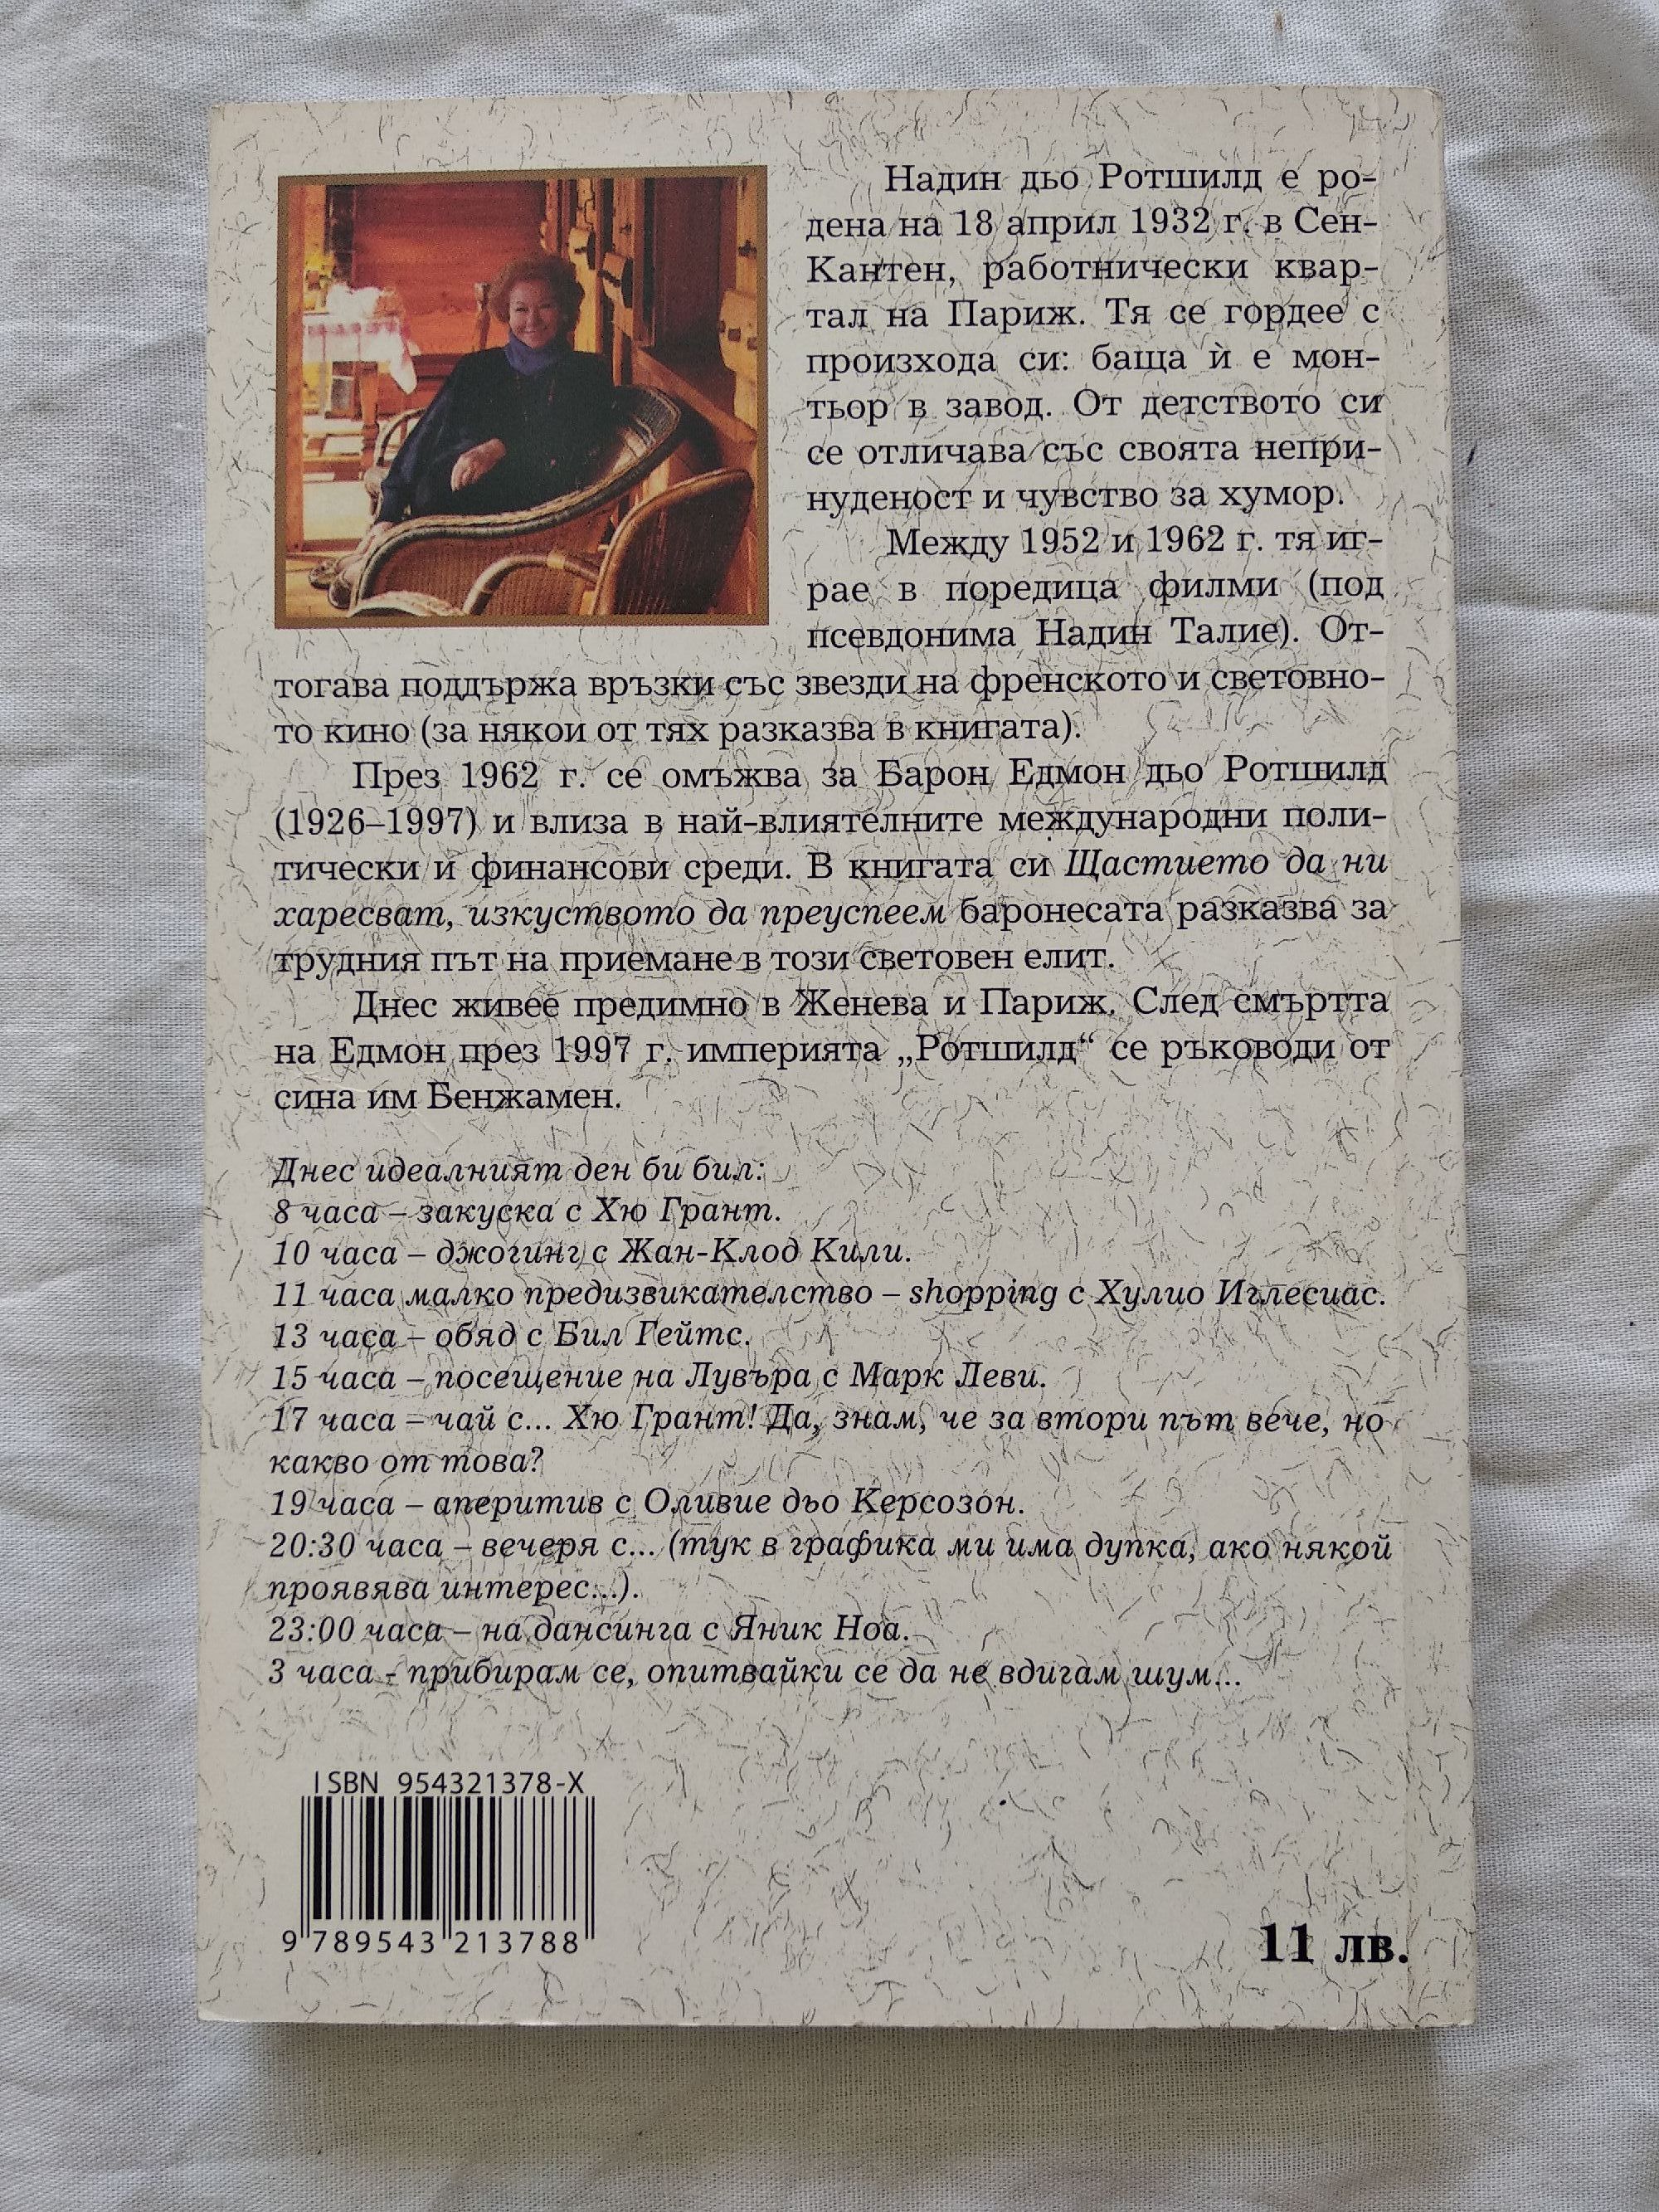 Надин дьо Ротшилд е ро-
дена на 18 април 1932 г. в Сен-
Кантен, работнически квар-
тал на Париж. Тя се гордее с
произхода си: баща ѝ е мон-
тьор в завод. От детството си
се отличава със своята непри-
нуденост и чувство за хумор.
Между 1952 и 1962 г. тя иг-
рае в поредица филми (под
псевдонима Надин Талие). От-
тогава поддържа връзки със звезди на френското и световно-
то кино (за някои от тях разказва в книгата).
През 1962 г. се омъжва за Барон Едмон дьо Ротшилд
(1926–1997) и влиза в най-влиятелните международни поли-
тически и финансови среди. В книгата си Щастието да ни
харесват, изкуството да преуспеем баронесата разказва за
трудния път на приемане в този световен елит.
Днес живее предимно в Женева и Париж. След смъртта
на Едмон през 1997 г. империята „Ротшилд“ се ръководи от
сина им Бенжамен.
Днес идеалният ден би бил:
8 часа – закуска с Хю Грант.
10 часа – джогинг с Жан-Клод Кили.
11 часа малко предизвикателство – shopping с Хулио Иглесиас.
13 часа – обяд с Бил Гейтс.
15 часа – посещение на Лувъра с Марк Леви.
17 часа – чай с... Хю Грант! Да, знам, че за втори път вече, но
какво от това?
19 часа – аперитив с Оливие дьо Керсозон.
20:30 часа – вечеря с... (тук в графика ми има дупка, ако някой
проявява интерес...).
23:00 часа – на дансинга с Яник Ноа.
3 часа - прибирам се, опитвайки се да не вдигам шум...
ISBN 954321378-X
9 789543 213788
11 лв.